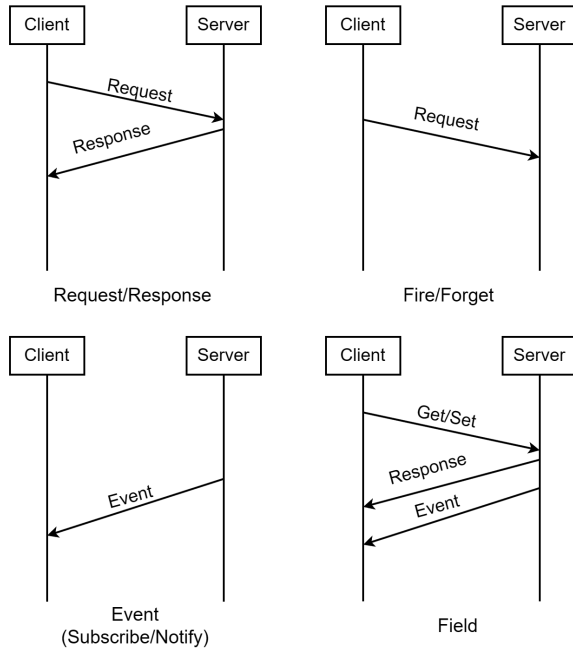 Client
Server
Request
Response
Request/Response
Client
Server
Request
Fire/Forget
Client
Server
Event
Event
(Subscribe/Notify)
Client
Server
Get/Set
Response
Event
Field